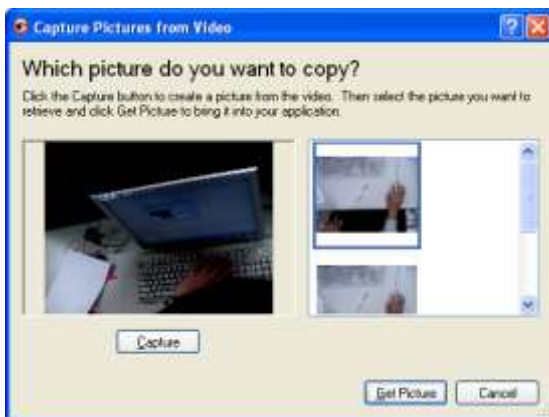 Capture Pictures from Video
Which picture do you want to copy?
Click the Capture button to create a picture from the video. Then select the picture you want to
retrieve and click Get Picture to bring it into your application.
Capture
Get Picture
Cancel